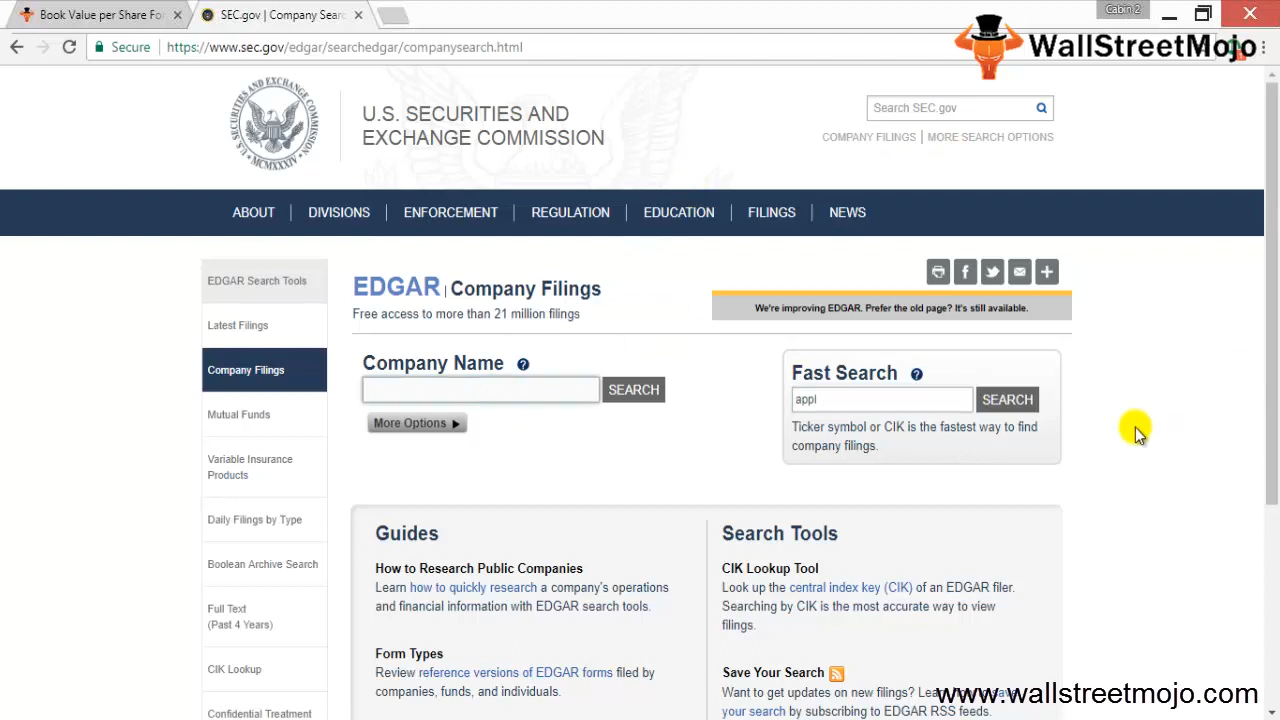 Book Value per Share For
SEC.gov | Company Sear
Cabin 2
Secure
https://www.sec.gov/edgar/searchedgar/companysearch.html
WallStreetMojo
U.S. SECURITIES AND
EXCHANGE COMMISSION
Search SEC.gov
COMPANY FILINGS | MORE SEARCH OPTIONS
ABOUT
DIVISIONS
ENFORCEMENT
REGULATION
EDUCATION
FILINGS
NEWS
EDGAR Search Tools
Latest Filings
Company Filings
Mutual Funds
Variable Insurance
Products
Daily Filings by Type
Boolean Archive Search
Full Text
(Past 4 Years)
CIK Lookup
Confidential Treatment
EDGAR | Company Filings
Free access to more than 21 million filings
We're improving EDGAR. Prefer the old page? It's still available.
Company Name
SEARCH
More Options
Fast Search
appl
SEARCH
Ticker symbol or CIK is the fastest way to find
company filings.
Guides
How to Research Public Companies
Learn how to quickly research a company's operations
and financial information with EDGAR search tools.
Form Types
Review reference versions of EDGAR forms filed by
companies, funds, and individuals.
Search Tools
CIK Lookup Tool
Look up the central index key (CIK) of an EDGAR filer.
Searching by CIK is the most accurate way to view
filings.
Save Your Search
Want to get updates on new filings? Learn
your search by subscribing to EDGAR RSS feeds.
www.wallstreetmojo.com